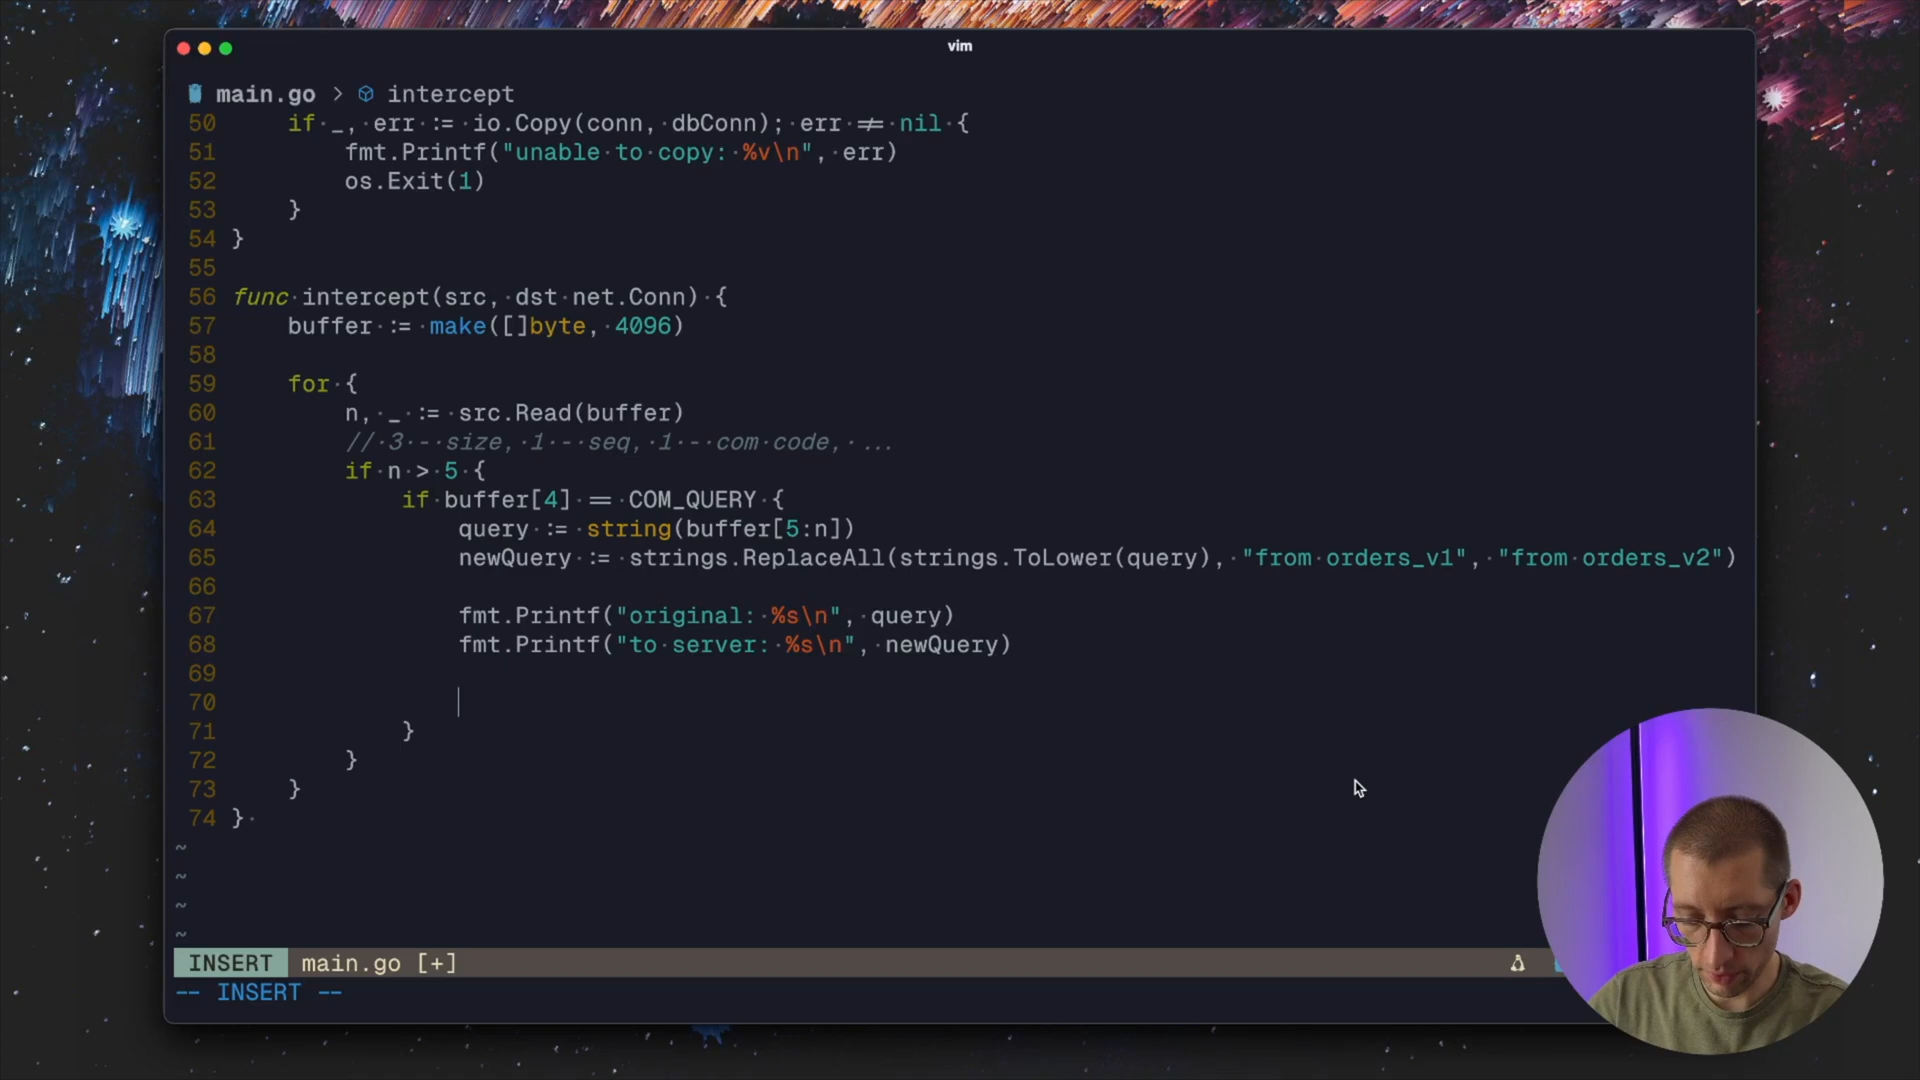 vim
main.go > intercept
50 if _, err := io.Copy(conn, dbConn); err != nil {
51 fmt.Printf("unable to copy: %v\n", err)
52 os.Exit(1)
53 }
54 }
55
56 func intercept(src, dst net.Conn) {
57 buffer := make([]byte, 4096)
58
59 for {
60 n, _ := src.Read(buffer)
61 // 3 - size, 1 - seq, 1 - com code, ...
62 if n > 5 {
63 if buffer[4] == COM_QUERY {
64 query := string(buffer[5:n])
65 newQuery := strings.ReplaceAll(strings.ToLower(query), "from orders_v1", "from orders_v2")
66
67 fmt.Printf("original: %s\n", query)
68 fmt.Printf("to server: %s\n", newQuery)
69
70
71 }
72 }
73 }
74 }
~
~
~
~
INSERT main.go [+]
-- INSERT --